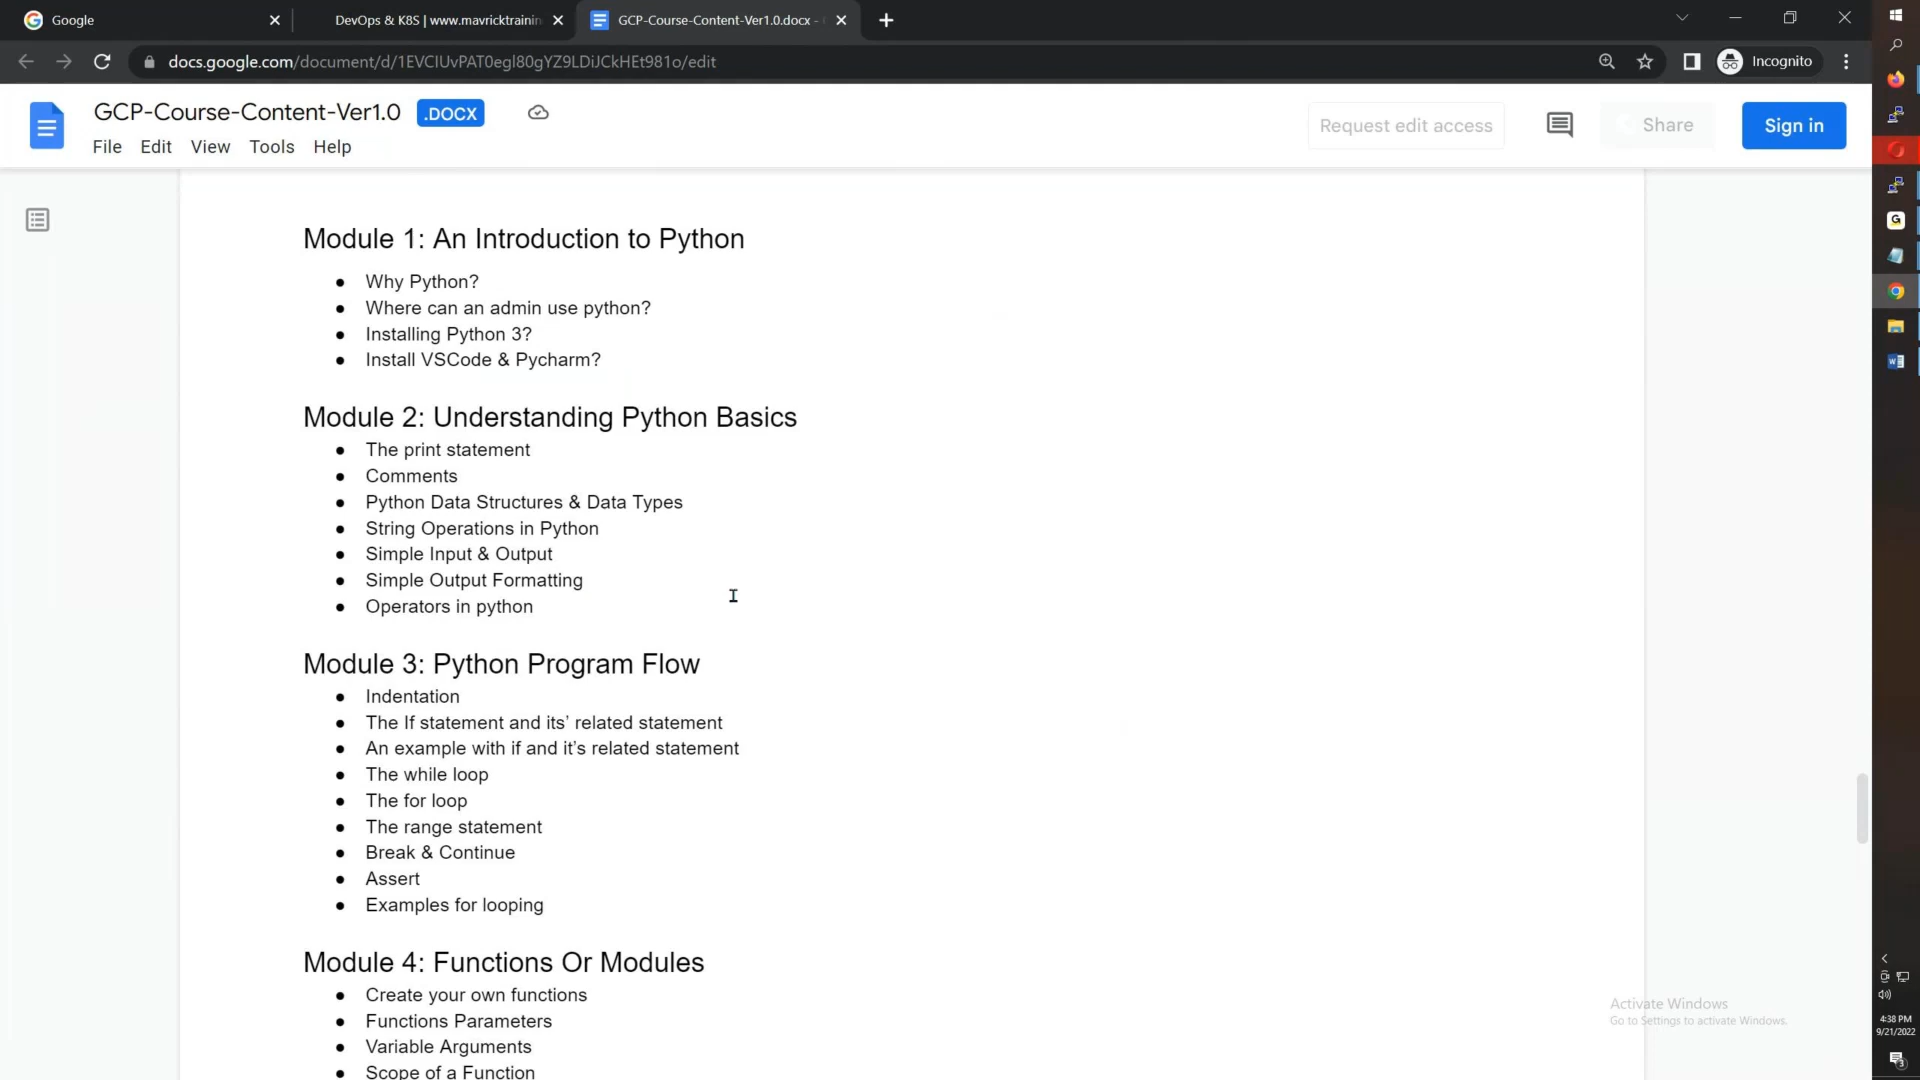 Google
DevOps & K8S | www.mavricktrainin
GCP-Course-Content-Ver1.0.docx -
docs.google.com/document/d/1EVCIUvPAT0egl80gYZ9LDiJCkHEt981o/edit
Incognito
GCP-Course-Content-Ver1.0 .DOCX
Request edit access
Share
Sign in
File Edit View Tools Help
Module 1: An Introduction to Python
● Why Python?
● Where can an admin use python?
● Installing Python 3?
● Install VSCode & Pycharm?
Module 2: Understanding Python Basics
● The print statement
● Comments
● Python Data Structures & Data Types
● String Operations in Python
● Simple Input & Output
● Simple Output Formatting
● Operators in python
Module 3: Python Program Flow
● Indentation
● The If statement and its’ related statement
● An example with if and it’s related statement
● The while loop
● The for loop
● The range statement
● Break & Continue
● Assert
● Examples for looping
Module 4: Functions Or Modules
● Create your own functions
● Functions Parameters
● Variable Arguments
● Scope of a Function
Activate Windows
Go to Settings to activate Windows.
4:38 PM
9/21/2022
3